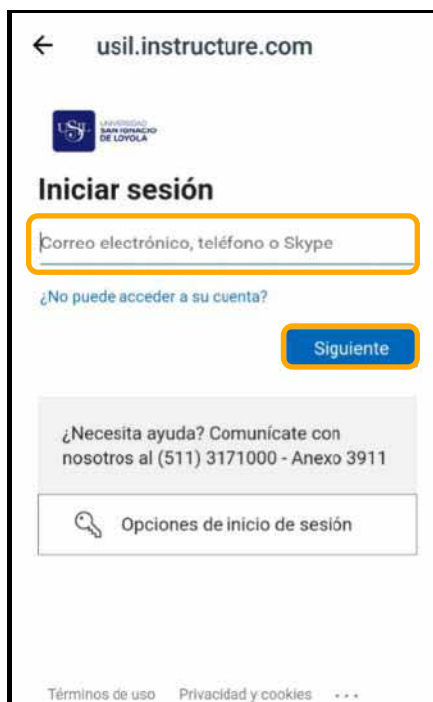 usil.instructure.com
USIL UNIVERSIDAD
SAN IGNACIO
DE LOYOLA
Iniciar sesión
Correo electrónico, teléfono o Skype
¿No puede acceder a su cuenta?
Siguiente
¿Necesita ayuda? Comunícate con
nosotros al (511) 3171000 - Anexo 3911
Opciones de inicio de sesión
Términos de uso Privacidad y cookies ...